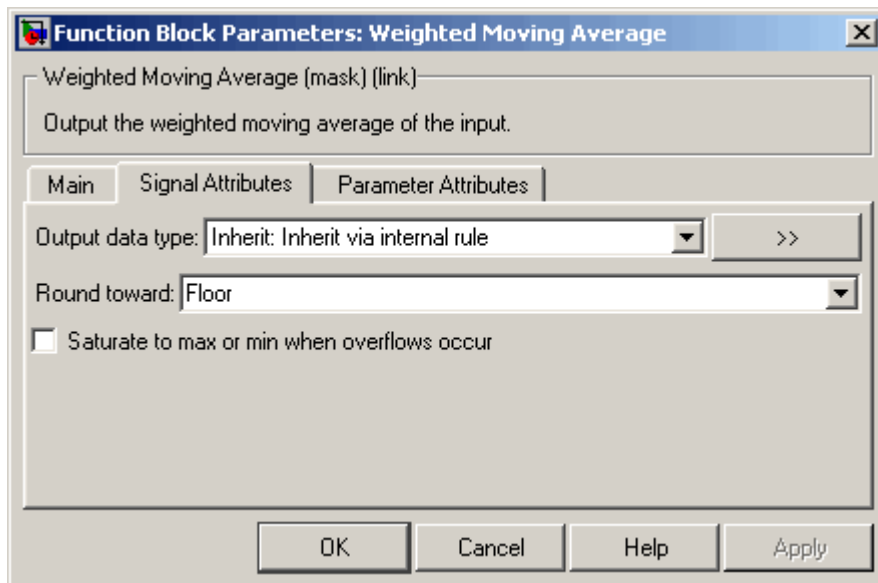 Function Block Parameters: Weighted Moving Average
Weighted Moving Average (mask) (link)
Output the weighted moving average of the input.
Main Signal Attributes Parameter Attributes
Output data type: Inherit: Inherit via internal rule >>
Round toward: Floor
Saturate to max or min when overflows occur
OK Cancel Help Apply